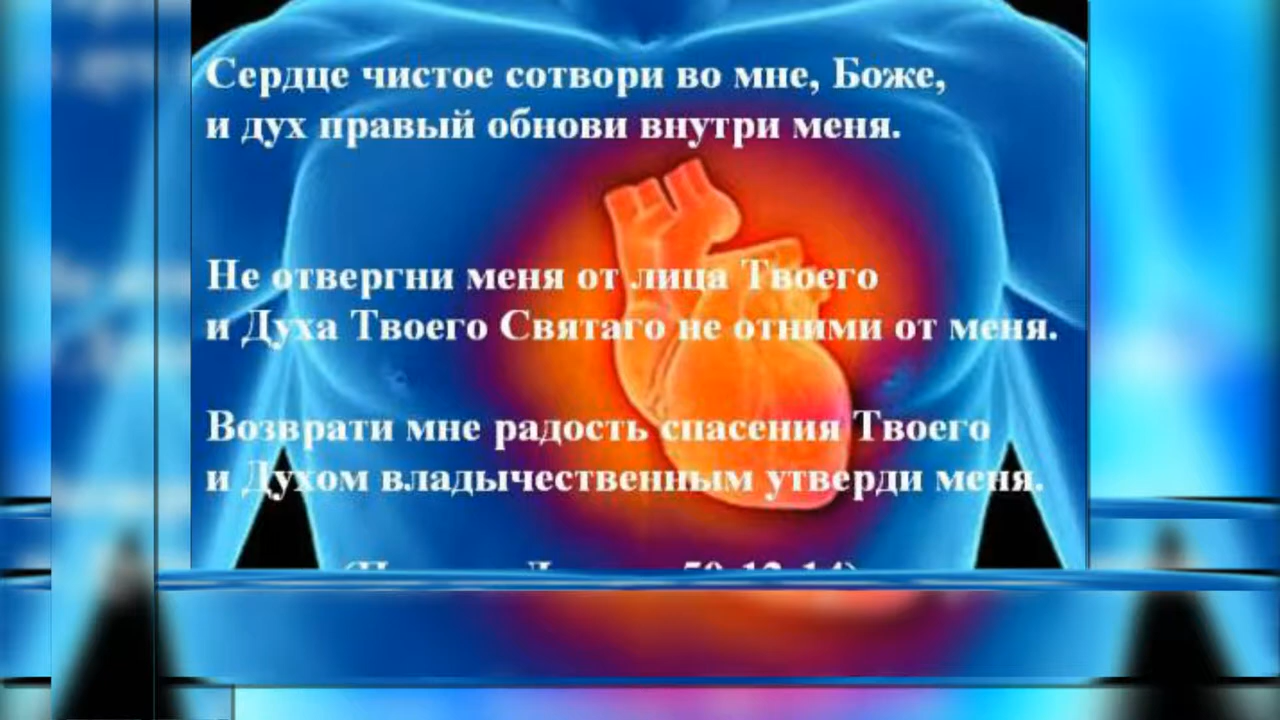 Сердце чистое сотвори во мне, Боже,
и дух правый обнови внутри меня.
Не отвергни меня от лица Твоего
и Духа Твоего Святаго не отними от меня.
Возврати мне радость спасения Твоего
и Духом владычественным утверди меня.